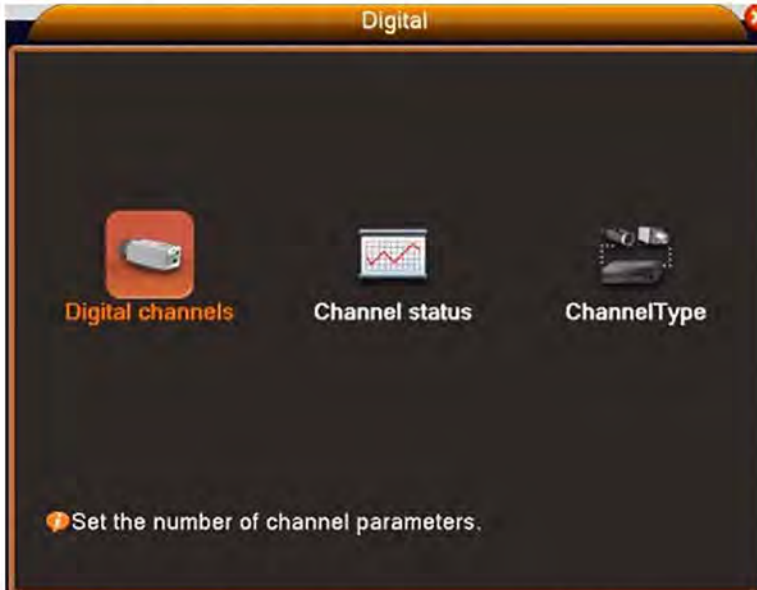 Digital
Digital channels
Channel status
ChannelType
Set the number of channel parameters.